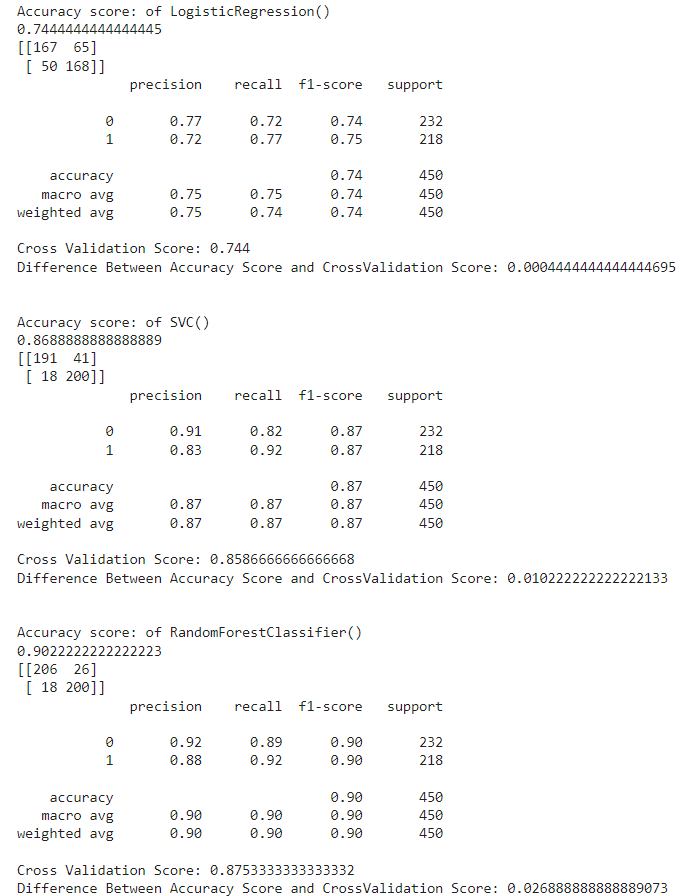 Accuracy score: of LogisticRegression()
0.7444444444444445
[[167  65]
 [ 50 168]]
              precision    recall  f1-score   support

           0       0.77      0.72      0.74       232
           1       0.72      0.77      0.75       218

    accuracy                           0.74       450
   macro avg       0.75      0.75      0.74       450
weighted avg       0.75      0.74      0.74       450

Cross Validation Score: 0.744
Difference Between Accuracy Score and CrossValidation Score: 0.0004444444444444695

Accuracy score: of SVC()
0.8688888888888889
[[191  41]
 [ 18 200]]
              precision    recall  f1-score   support

           0       0.91      0.82      0.87       232
           1       0.83      0.92      0.87       218

    accuracy                           0.87       450
   macro avg       0.87      0.87      0.87       450
weighted avg       0.87      0.87      0.87       450

Cross Validation Score: 0.8586666666666668
Difference Between Accuracy Score and CrossValidation Score: 0.010222222222222133

Accuracy score: of RandomForestClassifier()
0.9022222222222223
[[206  26]
 [ 18 200]]
              precision    recall  f1-score   support

           0       0.92      0.89      0.90       232
           1       0.88      0.92      0.90       218

    accuracy                           0.90       450
   macro avg       0.90      0.90      0.90       450
weighted avg       0.90      0.90      0.90       450

Cross Validation Score: 0.8753333333333332
Difference Between Accuracy Score and CrossValidation Score: 0.026888888888889073